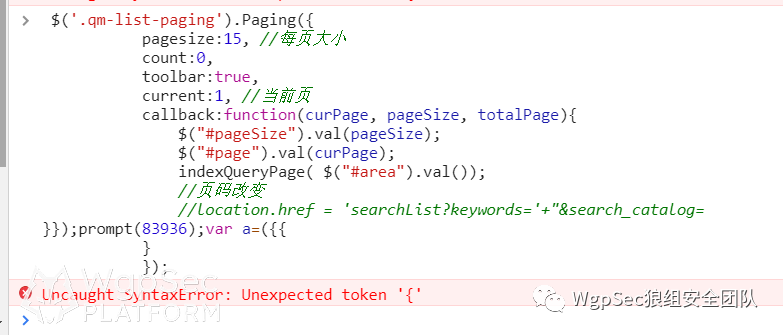 $('.qm-list-paging').Paging({
pagesize:15, //每页大小
count:0,
toolbar:true,
current:1, //当前页
callback:function(curPage, pageSize, totalPage){
$("#pageSize").val(pageSize);
$("#page").val(curPage);
indexQueryPage( $("#area").val());
//页码改变
//location.href = 'searchList?keywords='+"&search_catalog=
}});prompt(83936);var a=({{
}
});
Uncaught SyntaxError: Unexpected token '{'
WgpSec
PLATFORM
WgpSec狼组安全团队